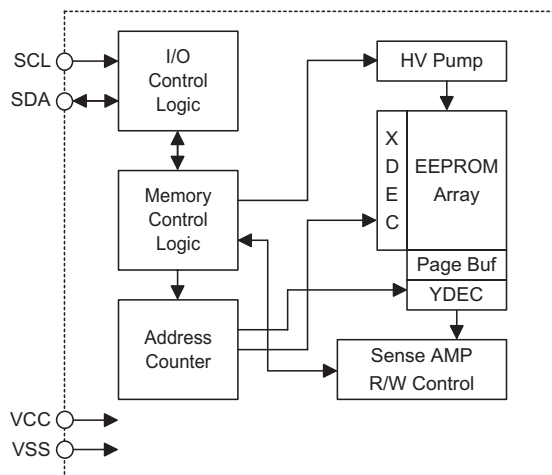 SCL
SDA
I/O
Control
Logic
HV Pump
X
D
E
C
EEPROM
Array
Memory
Control
Logic
Page Buf
YDEC
Address
Counter
Sense AMP
R/W Control
VCC
VSS